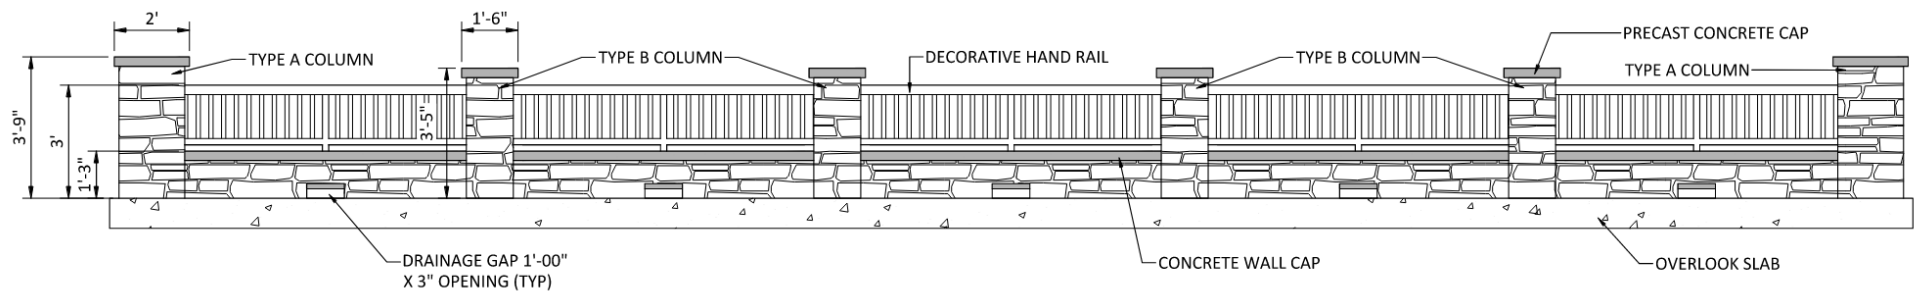 2'
1'-6"
PRECAST CONCRETE CAP
TYPE A COLUMN
TYPE B COLUMN
DECORATIVE HAND RAIL
TYPE B COLUMN
TYPE A COLUMN
3'-9"
3'
1'-3"
3'-5"
DRAINAGE GAP 1'-00"
X 3" OPENING (TYP)
CONCRETE WALL CAP
OVERLOOK SLAB